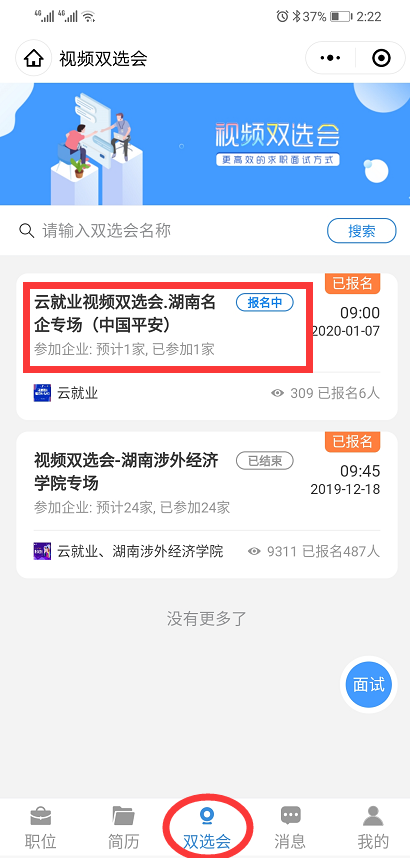 4G 4G 37% 2:22
视频双选会
视频双选会
更高效的求职面试方式
请输入双选会名称 搜索
已报名
云就业视频双选会.湖南名 报名中 09:00
企专场（中国平安） 2020-01-07
参加企业: 预计1家, 已参加1家
云就业 309 已报名6人
已报名
视频双选会-湖南涉外经济 已结束 09:45
学院专场 2019-12-18
参加企业: 预计24家, 已参加24家
云就业、湖南涉外经济学院 9311 已报名487人
没有更多了
面试
职位 简历 双选会 消息 我的